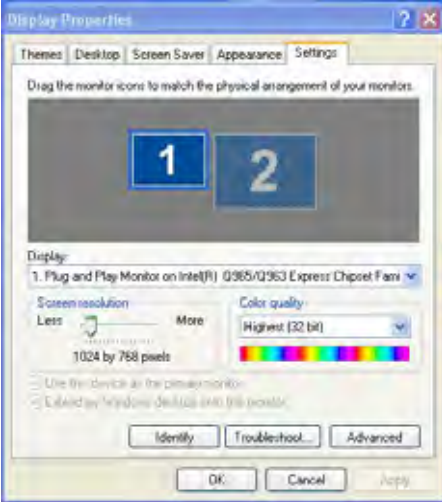 Display Properties
Themes Desktop Screen Saver Appearance Settings
Drag the monitor icons to match the physical arrangement of your monitors.
1 2
Display:
1. Plug and Play Monitor on Intel(R) Q965/Q963 Express Chipset Fami
Screen resolution
Less More
1024 by 768 pixels
Color quality
Highest (32 bit)
Use this device as the primary monitor.
Extend my Windows desktop onto this monitor.
Identify Troubleshoot... Advanced
OK Cancel Apply